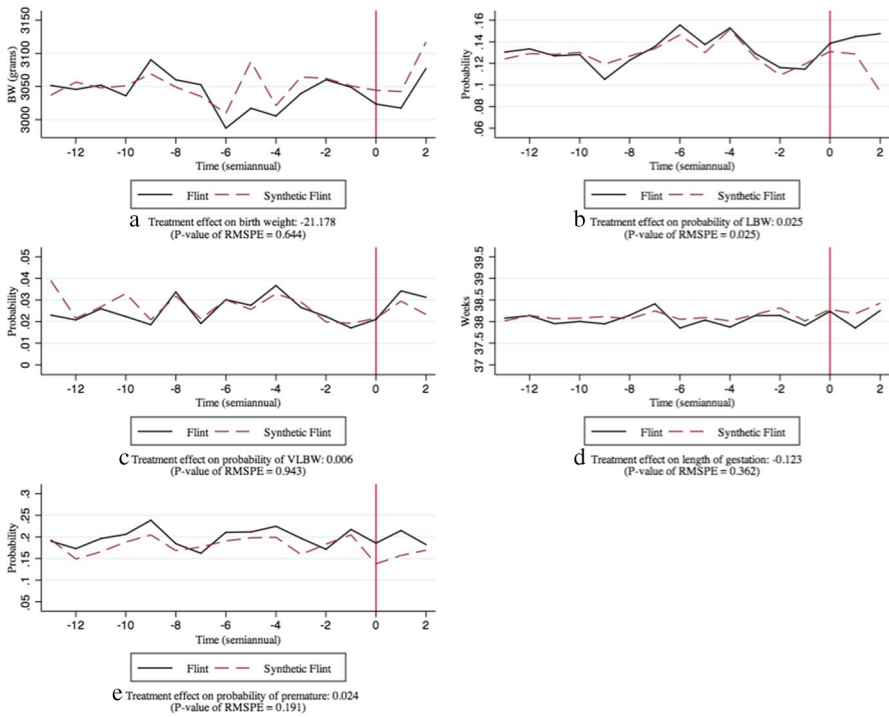 BW (grams)
3000 3050 3100 3150
-12 -10 -8 -6 -4 -2 0 2
Time (semiannual)
Flint Synthetic Flint
a Treatment effect on birth weight: -21.178
(P-value of RMSPE = 0.644)
Probability
.06 .08 .1 .12 .14 .16
-12 -10 -8 -6 -4 -2 0 2
Time (semiannual)
Flint Synthetic Flint
b Treatment effect on probability of LBW: 0.025
(P-value of RMSPE = 0.025)
Probability
0 .01 .02 .03 .04 .05
-12 -10 -8 -6 -4 -2 0 2
Time (semiannual)
Flint Synthetic Flint
c Treatment effect on probability of VLBW: 0.006
(P-value of RMSPE = 0.943)
Weeks
37 37.5 38 38.5 39 39.5
-12 -10 -8 -6 -4 -2 0 2
Time (semiannual)
Flint Synthetic Flint
d Treatment effect on length of gestation: -0.123
(P-value of RMSPE = 0.362)
Probability
.05 .1 .15 .2 .3
-12 -10 -8 -6 -4 -2 0 2
Time (semiannual)
Flint Synthetic Flint
e Treatment effect on probability of premature: 0.024
(P-value of RMSPE = 0.191)